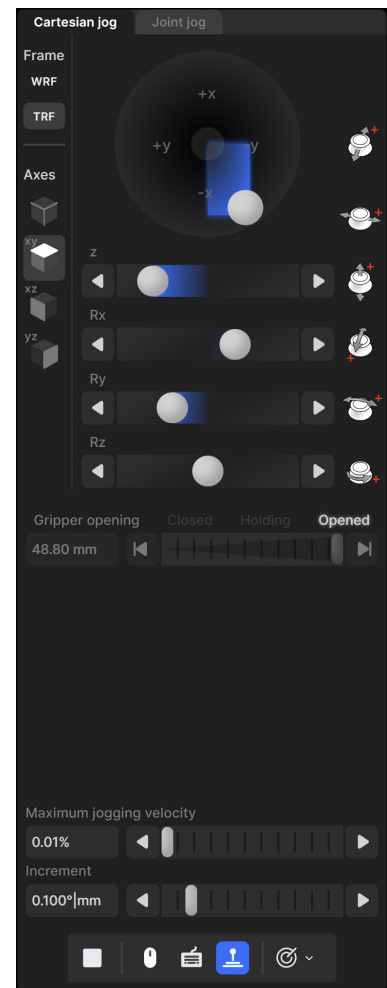 Cartesian jog Joint jog
Frame
WRF
TRF
+x
+y
y
-x
Axes
xy
xz
yz
z
Rx
Ry
Rz
Gripper opening Closed Holding Opened
48.80 mm
Maximum jogging velocity
0.01%
Increment
0.100°|mm